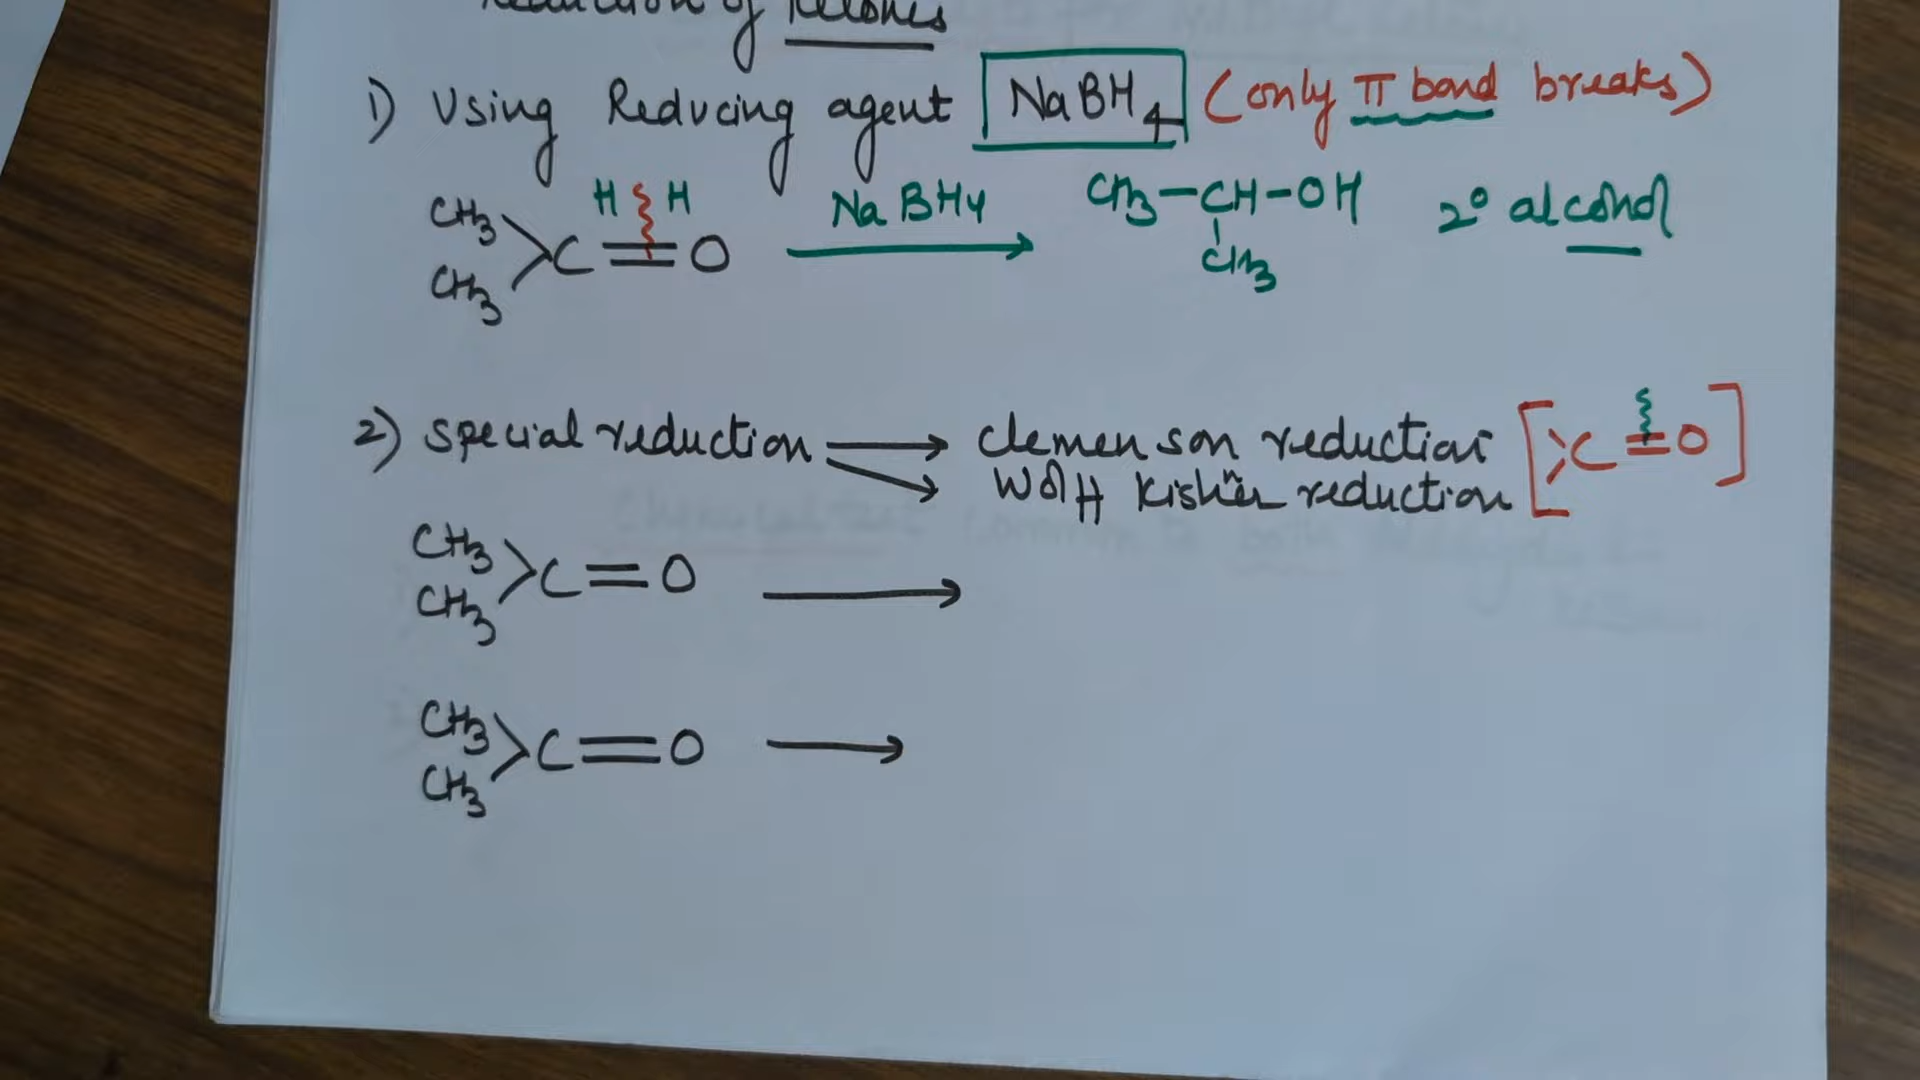 Reduction of Ketones
1) Using Reducing agent NaBH4 (only π bond breaks)
H H
CH3 CH3 >C=O NaBH4 → CH3-CH-OH 2° alcohol
CH3
2) Special reduction → Clemenson reduction [>C=O]
→ Wolff Kishner reduction
CH3 CH3 >C=O →
CH3 CH3 >C=O →